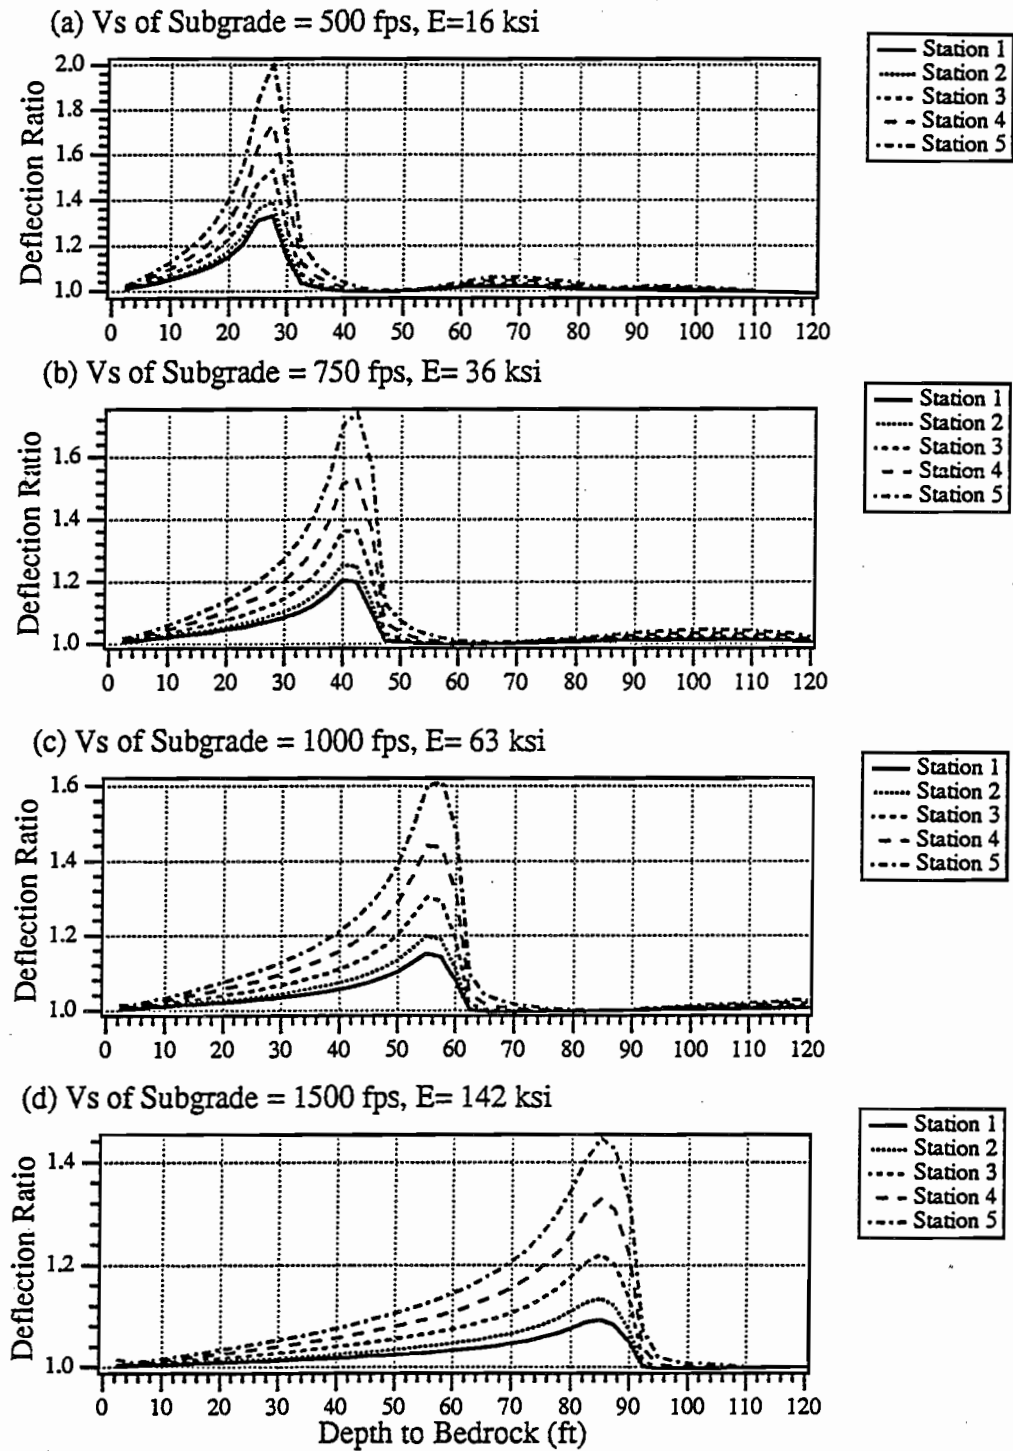 (a) Vs of Subgrade = 500 fps, E=16 ksi
Deflection Ratio
2.0
1.8
1.6
1.4
1.2
1.0
0 10 20 30 40 50 60 70 80 90 100 110 120
Station 1
Station 2
Station 3
Station 4
Station 5
(b) Vs of Subgrade = 750 fps, E= 36 ksi
Deflection Ratio
1.6
1.4
1.2
1.0
0 10 20 30 40 50 60 70 80 90 100 110 120
Station 1
Station 2
Station 3
Station 4
Station 5
(c) Vs of Subgrade = 1000 fps, E= 63 ksi
Deflection Ratio
1.6
1.4
1.2
1.0
0 10 20 30 40 50 60 70 80 90 100 110 120
Station 1
Station 2
Station 3
Station 4
Station 5
(d) Vs of Subgrade = 1500 fps, E= 142 ksi
Deflection Ratio
1.4
1.2
1.0
0 10 20 30 40 50 60 70 80 90 100 110 120
Depth to Bedrock (ft)
Station 1
Station 2
Station 3
Station 4
Station 5